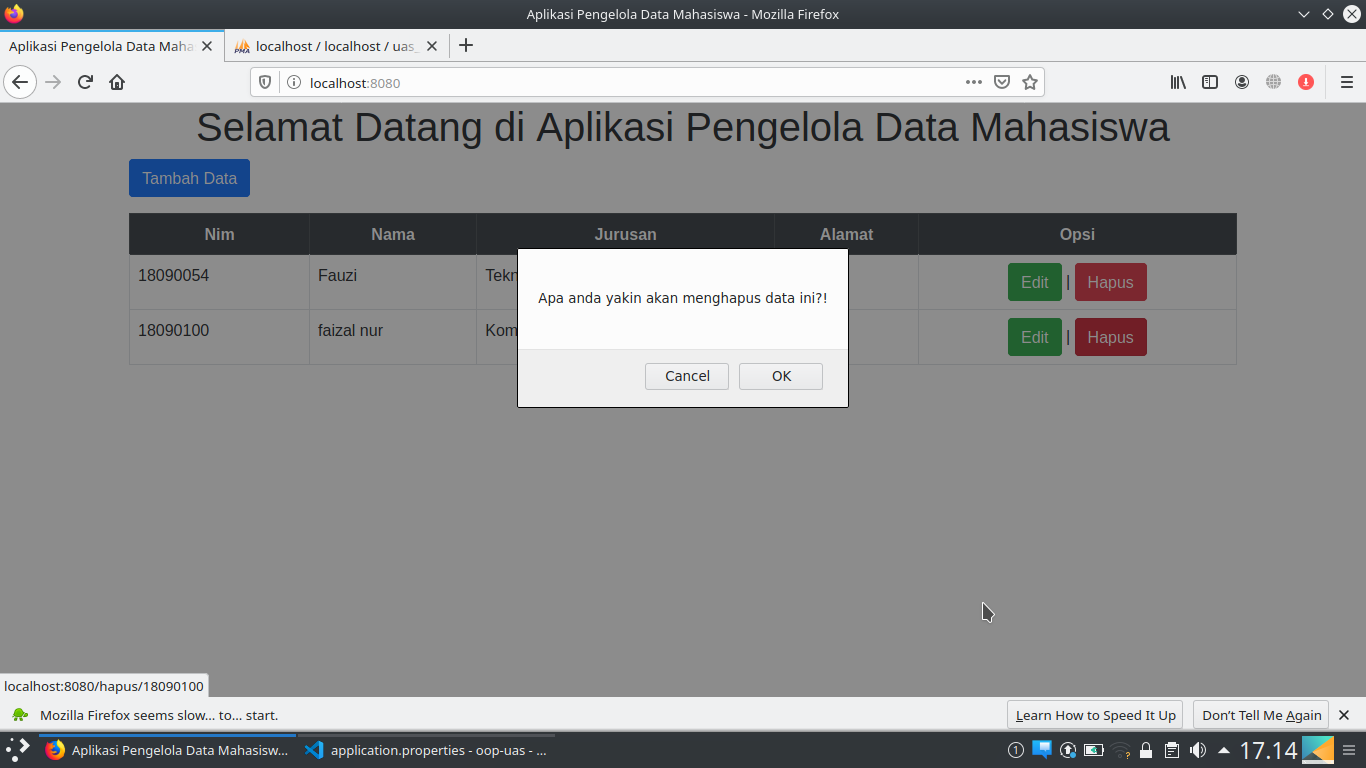 Aplikasi Pengelola Data Mahasiswa - Mozilla Firefox
Aplikasi Pengelola Data Maha
localhost / localhost / uas_
localhost:8080
Selamat Datang di Aplikasi Pengelola Data Mahasiswa
Tambah Data
Nim Nama Jurusan Alamat Opsi
18090054 Fauzi Tekn Edit | Hapus
Apa anda yakin akan menghapus data ini?!
18090100 faizal nur Kom Edit | Hapus
Cancel OK
localhost:8080/hapus/18090100
Mozilla Firefox seems slow... to... start. Learn How to Speed It Up Don't Tell Me Again
Aplikasi Pengelola Data Mahasisw... application.properties - oop-uas - ... 1 17.14